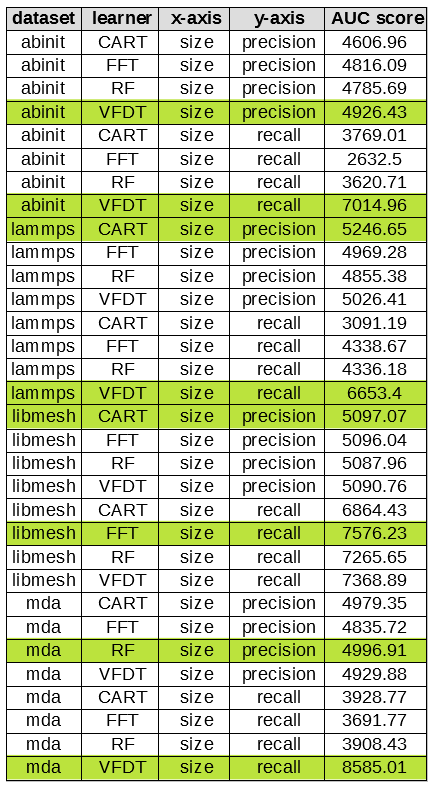 dataset learner x-axis y-axis AUC score
abinit CART size precision 4606.96
abinit FFT size precision 4816.09
abinit RF size precision 4785.69
abinit VFDT size precision 4926.43
abinit CART size recall 3769.01
abinit FFT size recall 2632.5
abinit RF size recall 3620.71
abinit VFDT size recall 7014.96
lammps CART size precision 5246.65
lammps FFT size precision 4969.28
lammps RF size precision 4855.38
lammps VFDT size precision 5026.41
lammps CART size recall 3091.19
lammps FFT size recall 4338.67
lammps RF size recall 4336.18
lammps VFDT size recall 6653.4
libmesh CART size precision 5097.07
libmesh FFT size precision 5096.04
libmesh RF size precision 5087.96
libmesh VFDT size precision 5090.76
libmesh CART size recall 6864.43
libmesh FFT size recall 7576.23
libmesh RF size recall 7265.65
libmesh VFDT size recall 7368.89
mda CART size precision 4979.35
mda FFT size precision 4835.72
mda RF size precision 4996.91
mda VFDT size precision 4929.88
mda CART size recall 3928.77
mda FFT size recall 3691.77
mda RF size recall 3908.43
mda VFDT size recall 8585.01